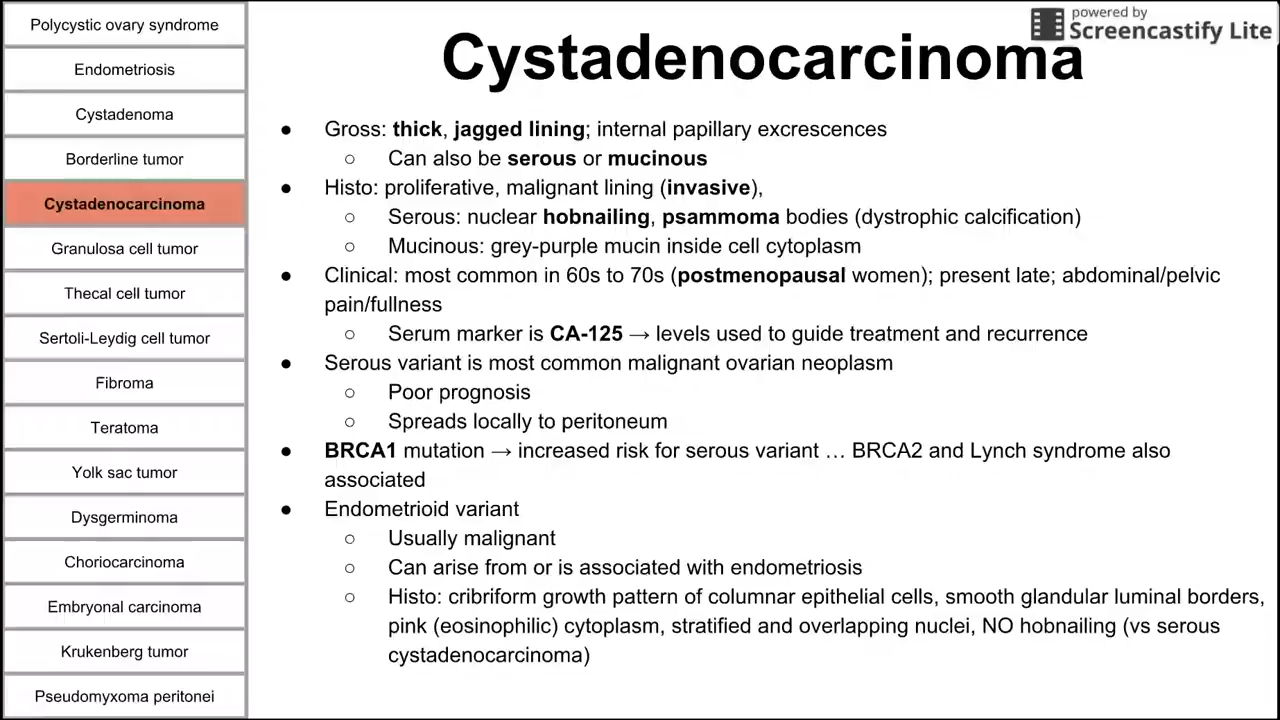 Polycystic ovary syndrome
Endometriosis
Cystadenoma
Borderline tumor
Cystadenocarcinoma
Granulosa cell tumor
Thecal cell tumor
Sertoli-Leydig cell tumor
Fibroma
Teratoma
Yolk sac tumor
Dysgerminoma
Choriocarcinoma
Embryonal carcinoma
Krukenberg tumor
Pseudomyxoma peritonei
powered by
Screencastify Lite
Cystadenocarcinoma
● Gross: thick, jagged lining; internal papillary excrescences
○ Can also be serous or mucinous
● Histo: proliferative, malignant lining (invasive),
○ Serous: nuclear hobnailing, psammoma bodies (dystrophic calcification)
○ Mucinous: grey-purple mucin inside cell cytoplasm
● Clinical: most common in 60s to 70s (postmenopausal women); present late; abdominal/pelvic
pain/fullness
○ Serum marker is CA-125 → levels used to guide treatment and recurrence
● Serous variant is most common malignant ovarian neoplasm
○ Poor prognosis
○ Spreads locally to peritoneum
● BRCA1 mutation → increased risk for serous variant … BRCA2 and Lynch syndrome also
associated
● Endometrioid variant
○ Usually malignant
○ Can arise from or is associated with endometriosis
○ Histo: cribriform growth pattern of columnar epithelial cells, smooth glandular luminal borders,
pink (eosinophilic) cytoplasm, stratified and overlapping nuclei, NO hobnailing (vs serous
cystadenocarcinoma)